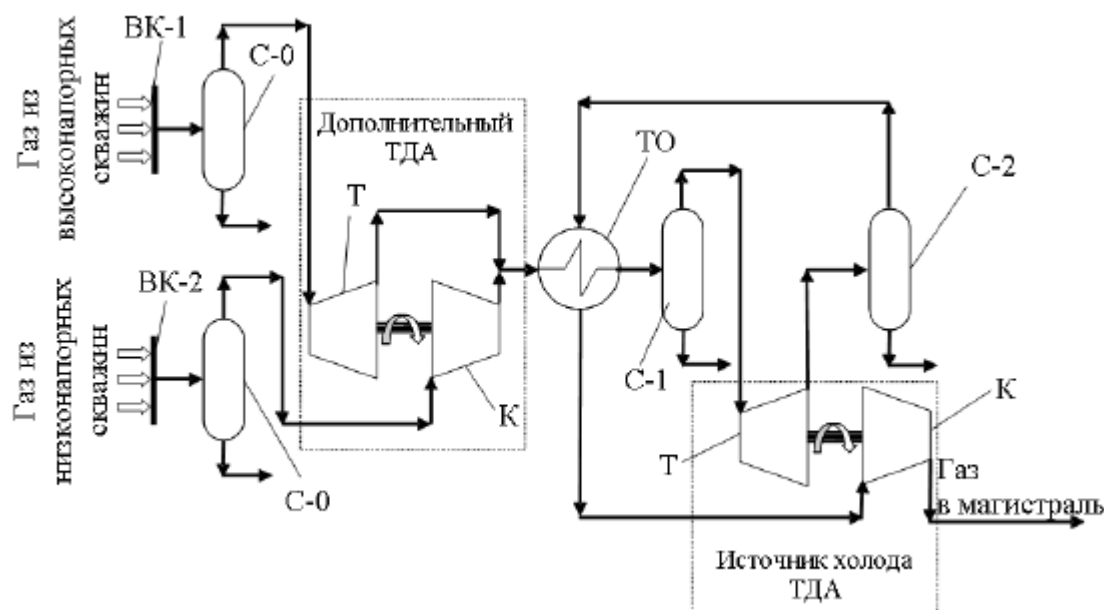 ВК-1
С-0
Газ из
высоконапорных
скважин
Дополнительный
ТДА
Т
ТО
С-2
ВК-2
Газ из
низконапорных
скважин
С-0
К
С-1
Т
К
Газ
в магистраль
Источник холода
ТДА